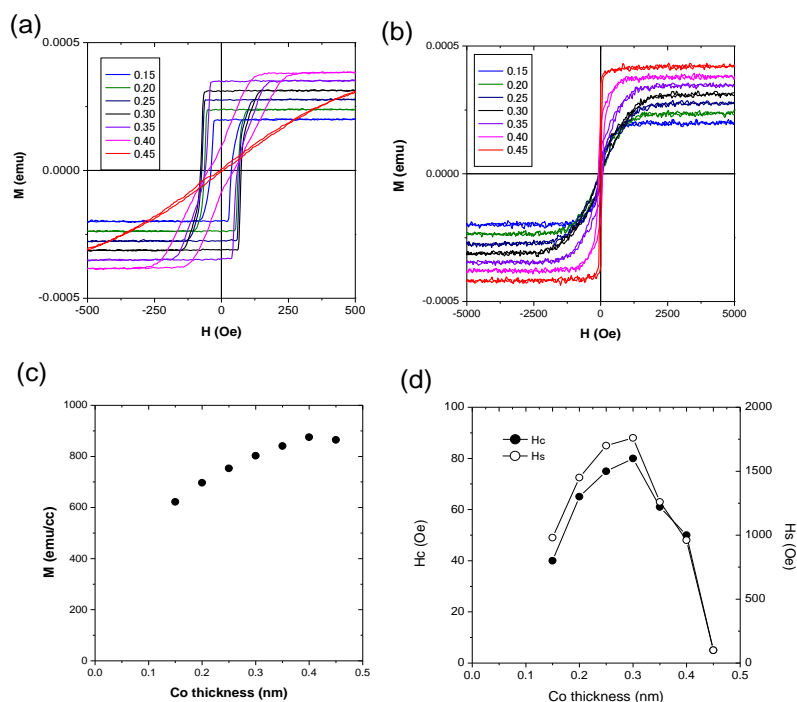 (a)
0.0005
0.0000
-0.0005
M (emu)
0.15
0.20
0.25
0.30
0.35
0.40
0.45
-500 -250 0 250 500
H (Oe)
(b)
0.0005
0.0000
-0.0005
M (emu)
0.15
0.20
0.25
0.30
0.35
0.40
0.45
-5000 -2500 0 2500 5000
H (Oe)
(c)
1000
800
600
400
200
0
M (emu/cc)
0.0 0.1 0.2 0.3 0.4 0.5
Co thickness (nm)
(d)
100
80
60
40
20
0
Hc (Oe)
Hc
Hs
2000
1500
1000
500
0
Hs (Oe)
0.0 0.1 0.2 0.3 0.4 0.5
Co thickness (nm)